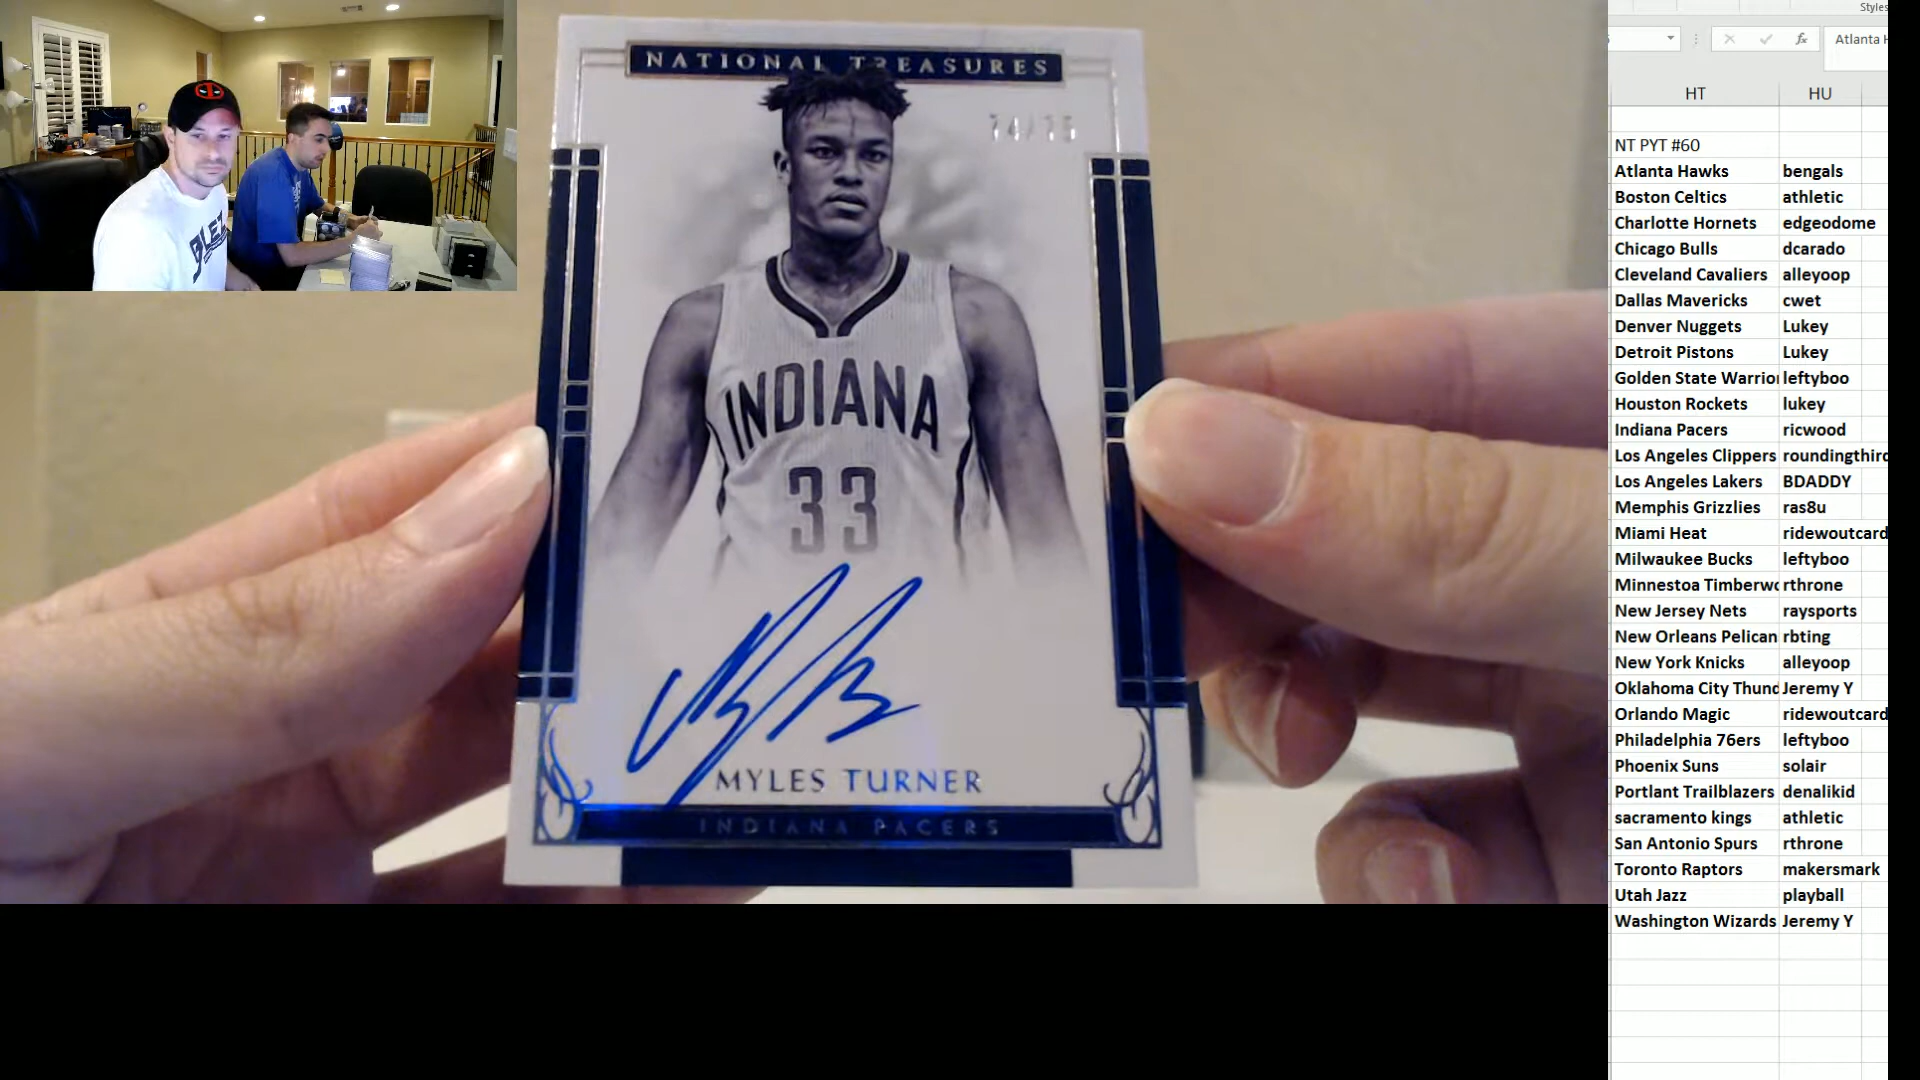 NATIONAL TREASURES
74/75
INDIANA
33
MYLES TURNER
INDIANA PACERS
Styles
Atlanta H
HT HU
NT PYT #60
Atlanta Hawks bengals
Boston Celtics athletic
Charlotte Hornets edgeodome
Chicago Bulls dcarado
Cleveland Cavaliers alleyoop
Dallas Mavericks cwet
Denver Nuggets Lukey
Detroit Pistons Lukey
Golden State Warrior leftyboo
Houston Rockets lukey
Indiana Pacers ricwood
Los Angeles Clippers roundingthird
Los Angeles Lakers BDADDY
Memphis Grizzlies ras8u
Miami Heat ridewoutcard
Milwaukee Bucks leftyboo
Minnestoa Timberwo rthrone
New Jersey Nets raysports
New Orleans Pelican rbting
New York Knicks alleyoop
Oklahoma City Thund Jeremy Y
Orlando Magic ridewoutcard
Philadelphia 76ers leftyboo
Phoenix Suns solair
Portlant Trailblazers denalikid
sacramento kings athletic
San Antonio Spurs rthrone
Toronto Raptors makersmark
Utah Jazz playball
Washington Wizards Jeremy Y